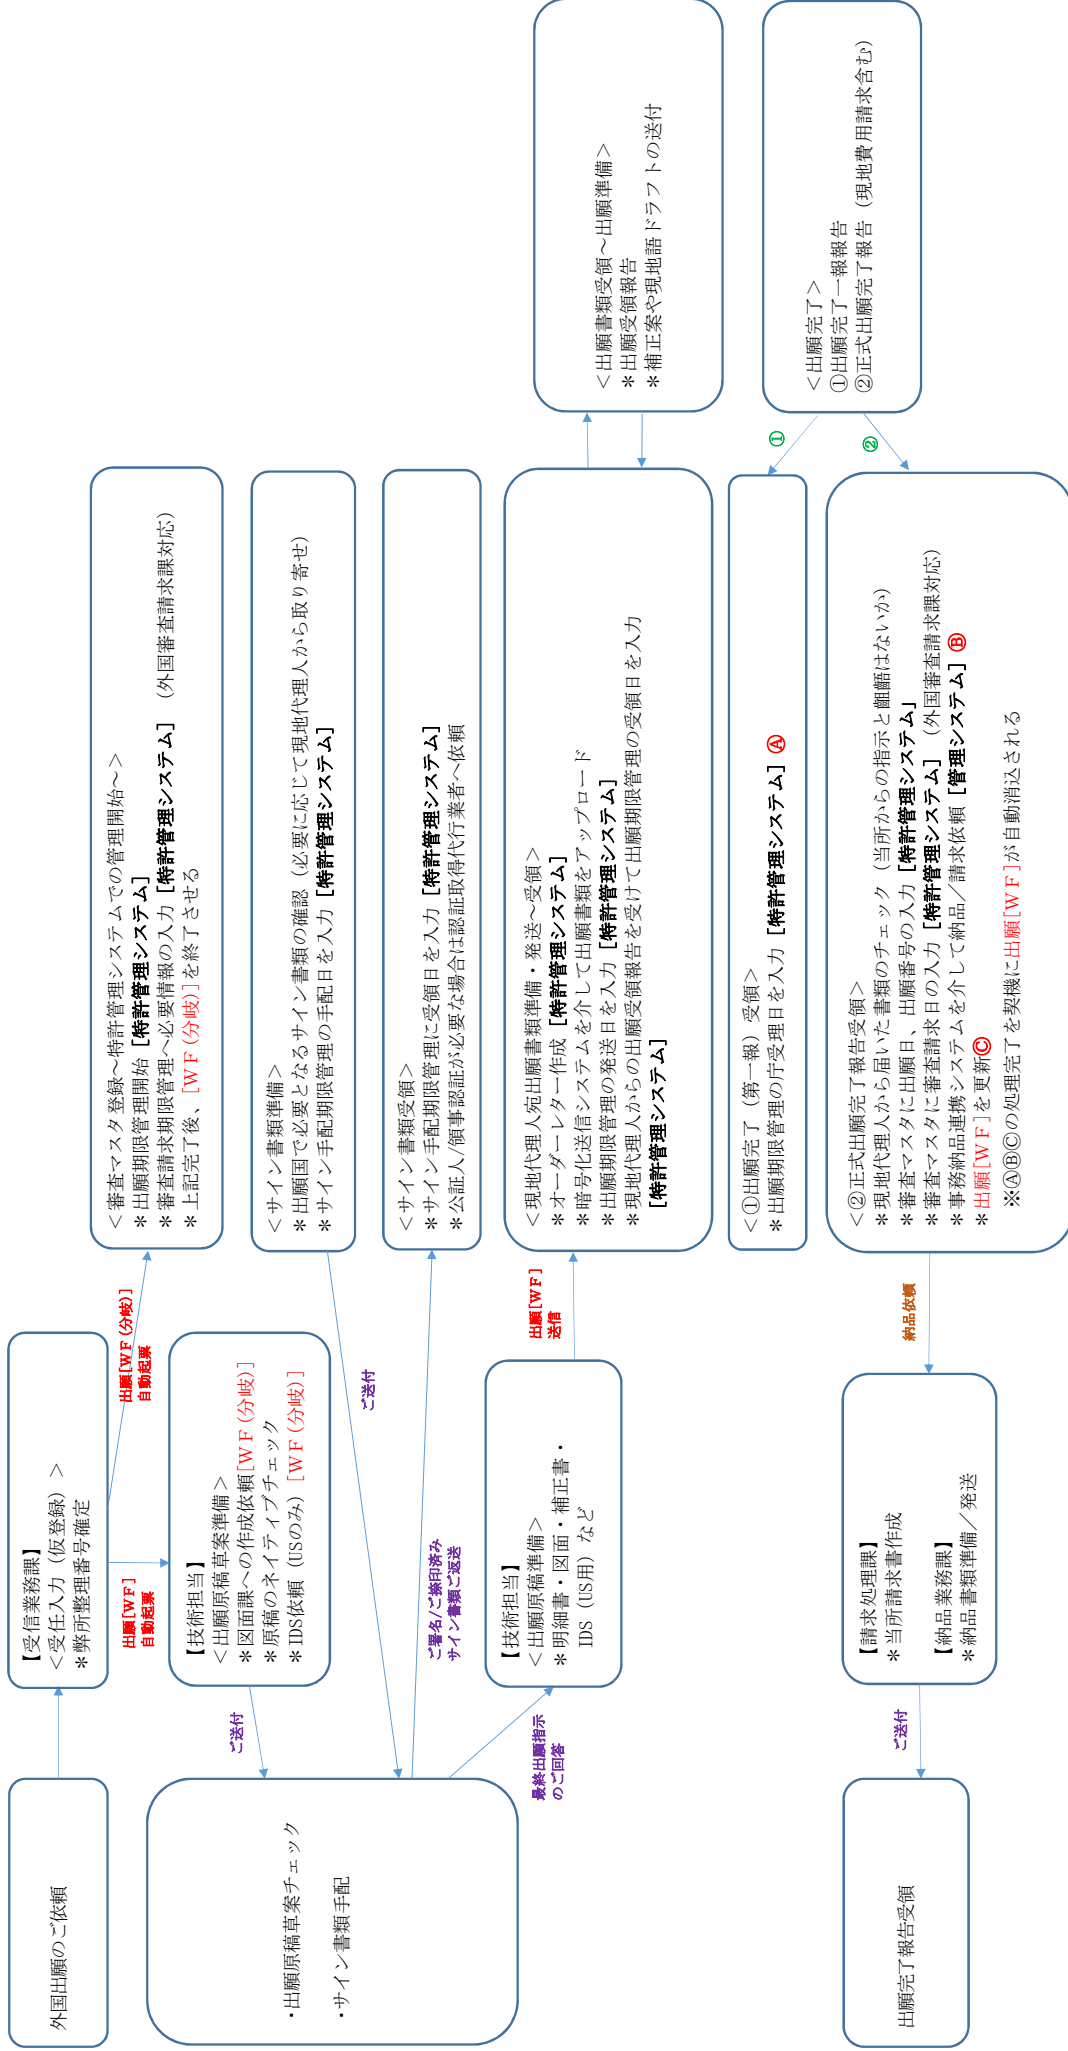 外国出願のご依頼
・出願原稿草案チェック
・サイン書類手配
出願完了報告受領
【受信業務課】
＜受任入力（仮登録）＞
＊弊所整理番号確定
出願[WF]
自動起票
出願[WF(分岐)]
自動起票
【技術担当】
＜出願原稿草案準備＞
＊図面課への作成依頼[WF(分岐)]
＊原稿のネイティブチェック
＊IDS依頼（USのみ）[WF(分岐)]
ご送付
ご送付
ご署名/ご捺印済み
サイン書類ご返送
最終出願指示
のご回答
【技術担当】
＜出願原稿準備＞
＊明細書・図面・補正書・
IDS（US用）など
出願[WF]
送信
【請求処理課】
＊当所請求書作成
【納品業務課】
＊納品書類準備／発送
ご送付
納品依頼
＜審査マスタ登録～特許管理システムでの管理開始～＞
＊出願期限管理開始［特許管理システム］
＊審査請求期限管理へ必要情報の入力［特許管理システム］（外国審査請求課対応）
＊上記完了後、[WF(分岐)]を終了させる
＜サイン書類準備＞
＊出願国で必要となるサイン書類の確認（必要に応じて現地代理人から取り寄せ）
＊サイン手配期限管理の手配日を入力［特許管理システム］
＜サイン書類受領＞
＊サイン手配期限管理に受領日を入力［特許管理システム］
＊公証人/領事認証が必要な場合は認証取得代行業者へ依頼
＜現地代理人宛出願書類準備・発送～受領＞
＊オーダーレター作成［特許管理システム］
＊暗号化送信システムを介して出願書類をアップロード
＊出願期限管理の発送日を入力［特許管理システム］
＊現地代理人からの出願受領報告を受けて出願期限管理の受領日を入力
［特許管理システム］
＜①出願完了（第一報）受領＞
＊出願期限管理の庁受理日を入力［特許管理システム］Ⓐ
＜②正式出願完了報告受領＞
＊現地代理人から届いた書類のチェック（当所からの指示と齟齬はないか）
＊審査マスタに出願日、出願番号の入力［特許管理システム」
＊審査マスタに審査請求日の入力［特許管理システム］（外国審査請求課対応）
＊事務納品連携システムを介して納品／請求依頼［管理システム］Ⓑ
＊出願[WF]を更新Ⓒ
※ⒶⒷⒸの処理完了を契機に出願[WF]が自動消込される
＜出願書類受領～出願準備＞
＊出願受領報告
＊補正案や現地語ドラフトの送付
＜出願完了＞
①出願完了一報報告
②正式出願完了報告（現地費用請求含む）
①
②